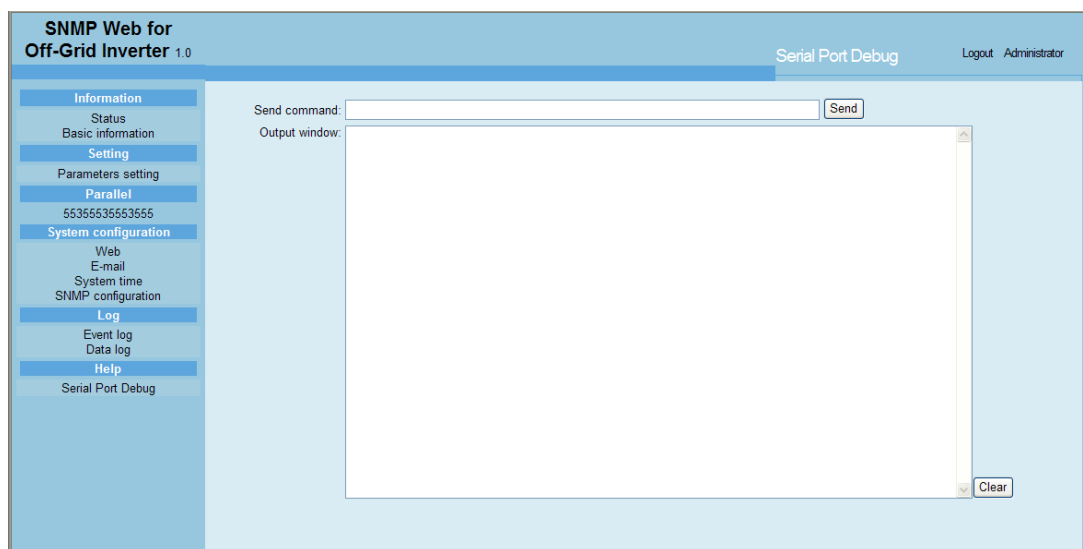 SNMP Web for
Off-Grid Inverter 1.0
Serial Port Debug
Logout Administrator
Information
Status
Basic information
Setting
Parameters setting
Parallel
55355535553555
System configuration
Web
E-mail
System time
SNMP configuration
Log
Event log
Data log
Help
Serial Port Debug
Send command:
Send
Output window:
Clear